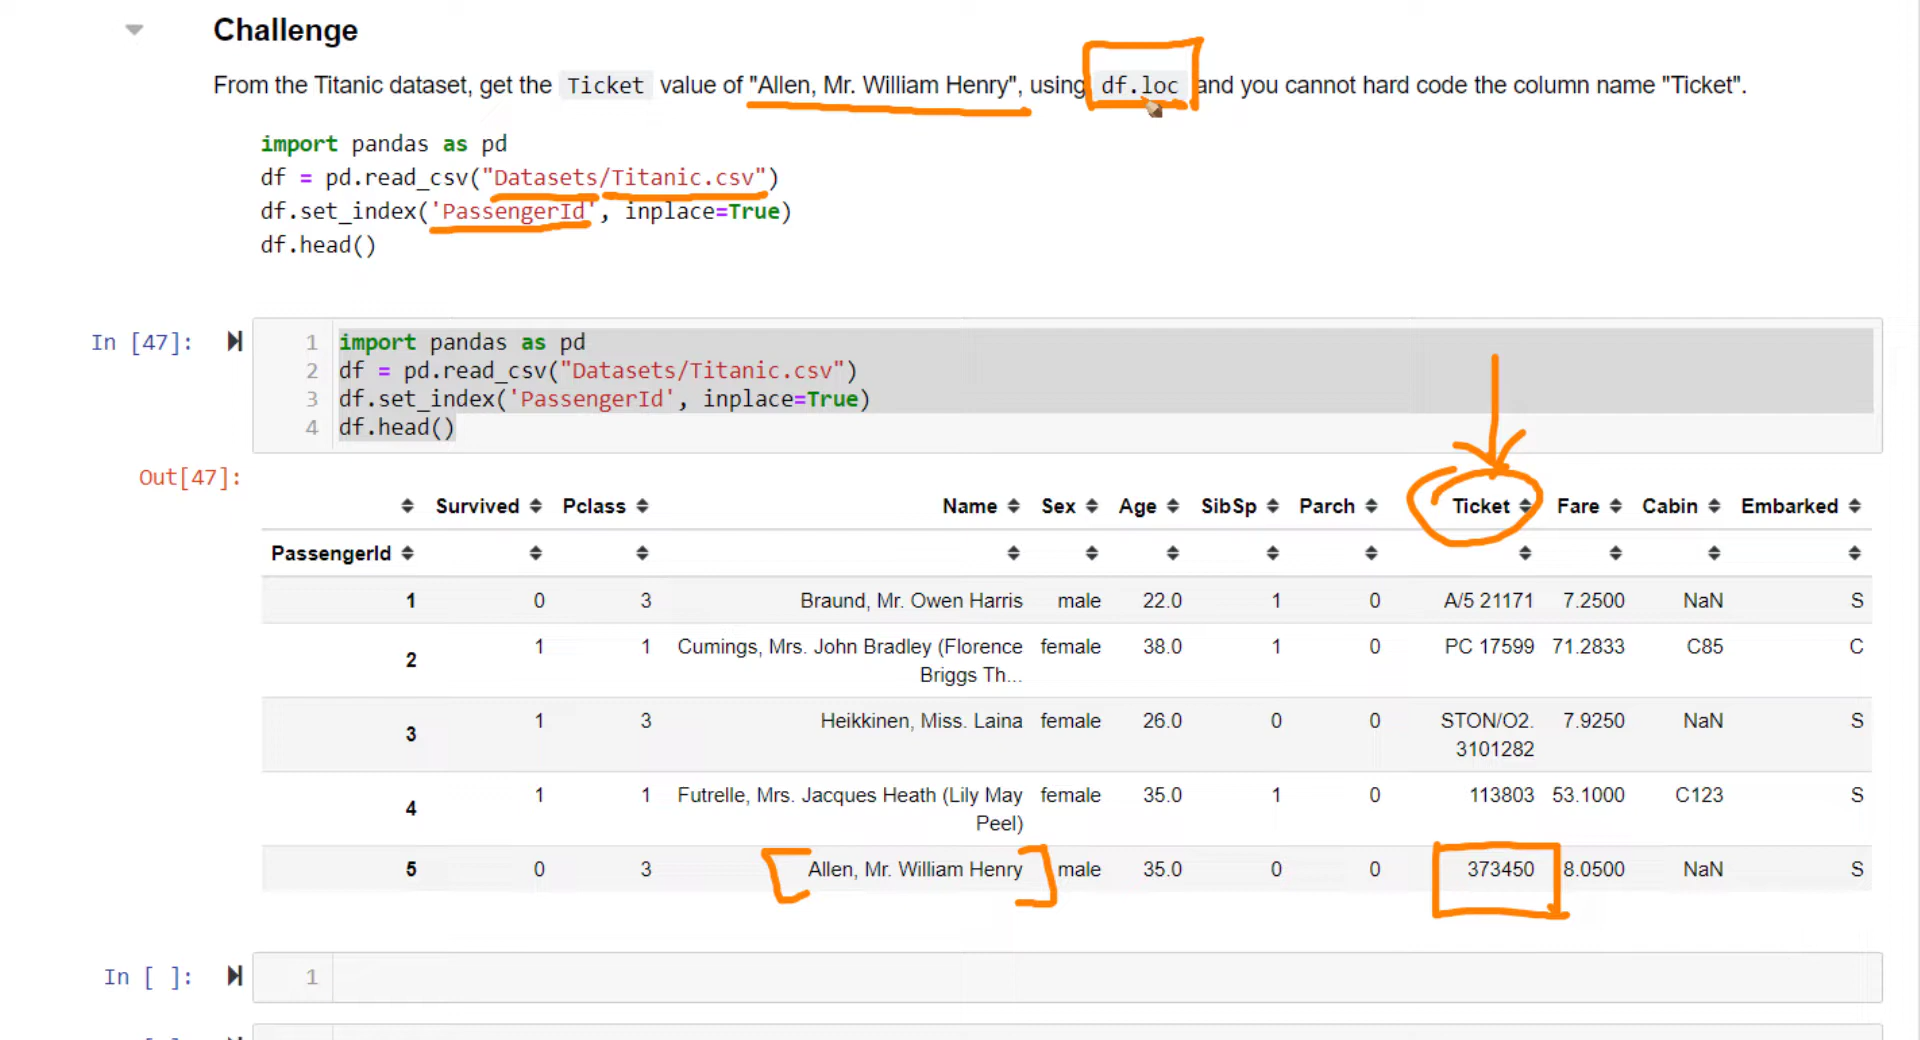 Challenge
From the Titanic dataset, get the Ticket value of "Allen, Mr. William Henry", using df.loc and you cannot hard code the column name "Ticket".
import pandas as pd
df = pd.read_csv("Datasets/Titanic.csv")
df.set_index('PassengerId', inplace=True)
df.head()
In [47]:
1 import pandas as pd
2 df = pd.read_csv("Datasets/Titanic.csv")
3 df.set_index('PassengerId', inplace=True)
4 df.head()
Out[47]:
Survived Pclass Name Sex Age SibSp Parch Ticket Fare Cabin Embarked
PassengerId
1 0 3 Braund, Mr. Owen Harris male 22.0 1 0 A/5 21171 7.2500 NaN S
2 1 1 Cumings, Mrs. John Bradley (Florence female 38.0 1 0 PC 17599 71.2833 C85 C
Briggs Th...
3 1 3 Heikkinen, Miss. Laina female 26.0 0 0 STON/O2. 7.9250 NaN S
3101282
4 1 1 Futrelle, Mrs. Jacques Heath (Lily May female 35.0 1 0 113803 53.1000 C123 S
Peel)
5 0 3 Allen, Mr. William Henry male 35.0 0 0 373450 8.0500 NaN S
In [ ]: 1